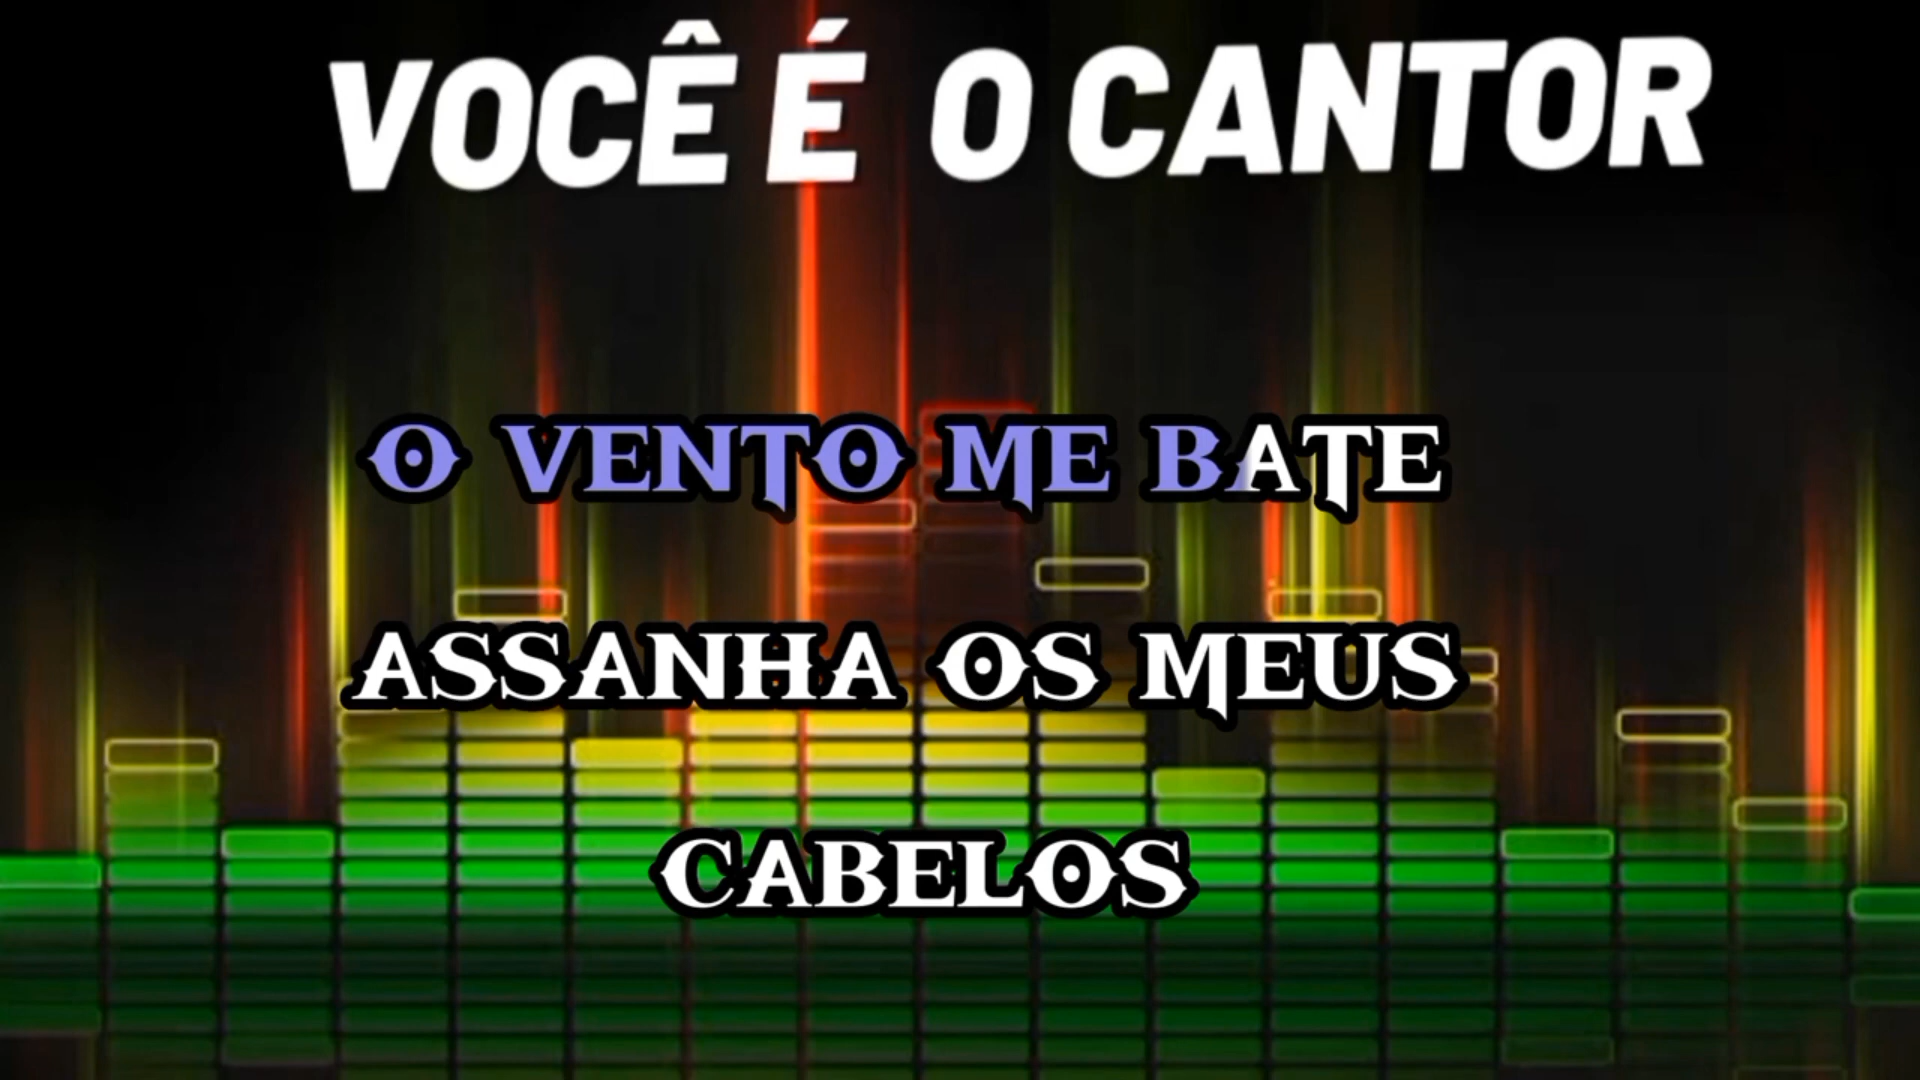 VOCÊ É O CANTOR
O VENTO ME BATE
ASSANHA OS MEUS
CABELOS